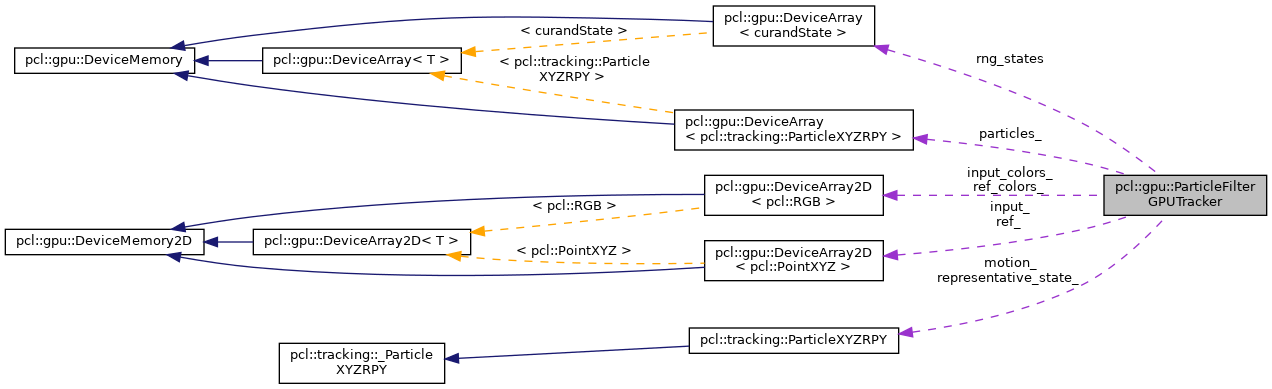 pcl::gpu::DeviceArray
< curandState >
< curandState >
pcl::gpu::DeviceMemory
pcl::gpu::DeviceArray< T >
< pcl::tracking::Particle
XYZRPY >
rng_states
pcl::gpu::DeviceArray
< pcl::tracking::ParticleXYZRPY >
particles_
pcl::gpu::DeviceArray2D
< pcl::RGB >
input_colors_
ref_colors_
pcl::gpu::ParticleFilter
GPUTracker
< pcl::RGB >
input_
ref_
pcl::gpu::DeviceMemory2D
pcl::gpu::DeviceArray2D< T >
< pcl::PointXYZ >
pcl::gpu::DeviceArray2D
< pcl::PointXYZ >
motion_
representative_state_
pcl::tracking::ParticleXYZRPY
pcl::tracking::_Particle
XYZRPY